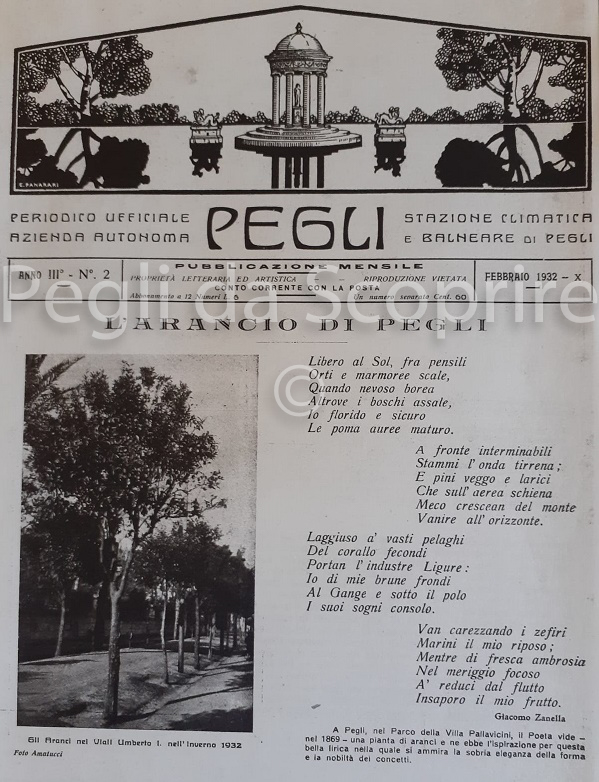 E. PANARARI
PERIODICO UFFICIALE
AZIENDA AUTONOMA
PEGLI
STAZIONE CLIMATICA
E BALNEARE DI PEGLI
ANNO III° - N°. 2
PUBBLICAZIONE MENSILE
PROPRIETÀ LETTERARIA ED ARTISTICA - RIPRODUZIONE VIETATA
CONTO CORRENTE CON LA POSTA
Abbonamento a 12 Numeri L. 6 Un numero separato Cent. 60
FEBBRAIO 1932 - X
Pegli da Scoprire
©
L'ARANCIO DI PEGLI
Libero al Sol, fra pensili
Orti e marmoree scale,
Quando nevoso borea
Altrove i boschi assale,
Io florido e sicuro
Le poma auree maturo.
A fronte interminabili
Stammi l'onda tirrena;
E pini veggo e larici
Che sull'aerea schiena
Meco crescean del monte
Vanire all'orizzonte.
Laggiuso a' vasti pelaghi
Del corallo fecondi
Portan l'industre Ligure:
Io di mie brune frondi
Al Gange e sotto il polo
I suoi sogni consolo.
Van carezzando i zefiri
Marini il mio riposo;
Mentre di fresca ambrosia
Nel meriggio focoso
A' reduci dal flutto
Insaporo il mio frutto.
Giacomo Zanella
Gli Aranci nei Viali Umberto I. nell'Inverno 1932
Foto Amatucci
A Pegli, nel Parco della Villa Pallavicini, il Poeta vide -
nel 1869 - una pianta di aranci e ne ebbe l'ispirazione per questa
bella lirica nella quale si ammira la sobria eleganza della forma
e la nobiltà dei concetti.